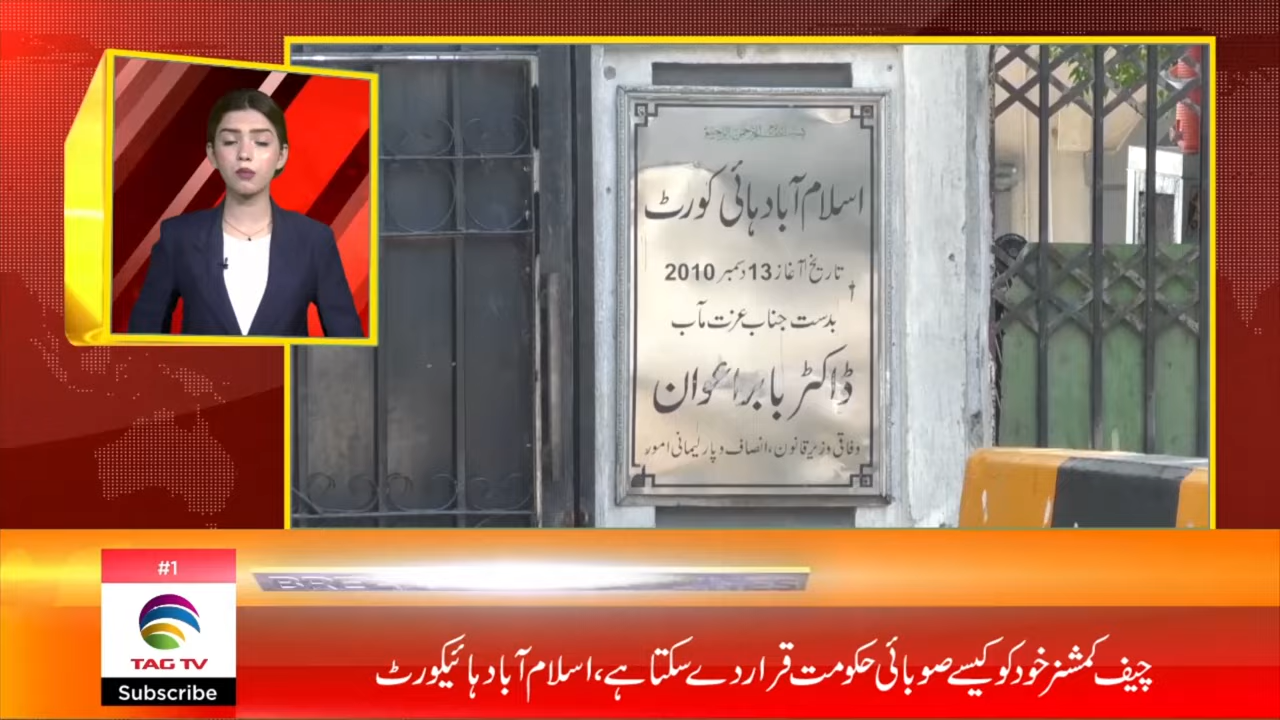 اسلام آباد ہائی کورٹ
تاریخ آغاز 13 دسمبر 2010
بدست جناب عزت مآب
ڈاکٹر بابر اعوان
وفاقی وزیر قانون، انصاف و پارلیمانی امور
#1
TAG TV
Subscribe
چیف کمشنر خود کو کیسے صوبائی حکومت قرار دے سکتا ہے، اسلام آباد ہائیکورٹ